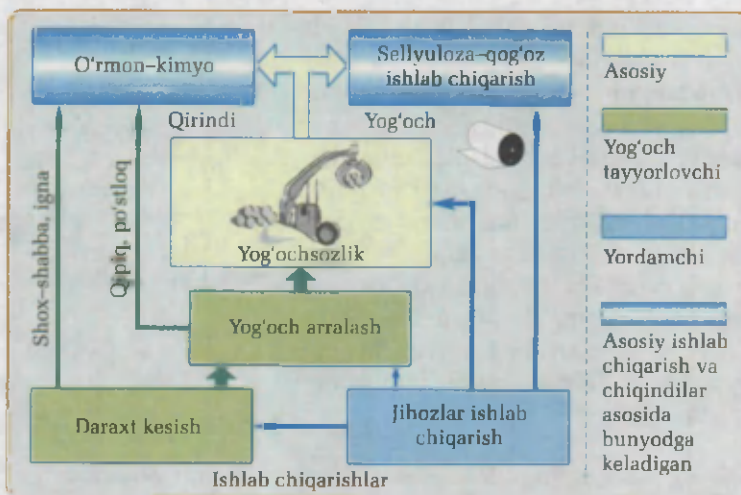 O‘rmon–kimyo
Sellyuloza–qog‘oz
ishlab chiqarish
Qirindi
Yog‘och
Shox–shabba, igna
Qipiq, po‘stloq
Yog‘ochsozlik
Yog‘och arralash
Daraxt kesish
Jihozlar ishlab
chiqarish
Ishlab chiqarishlar
Asosiy
Yog‘och
tayyorlovchi
Yordamchi
Asosiy ishlab
chiqarish va
chiqindilar
asosida
bunyodga
keladigan